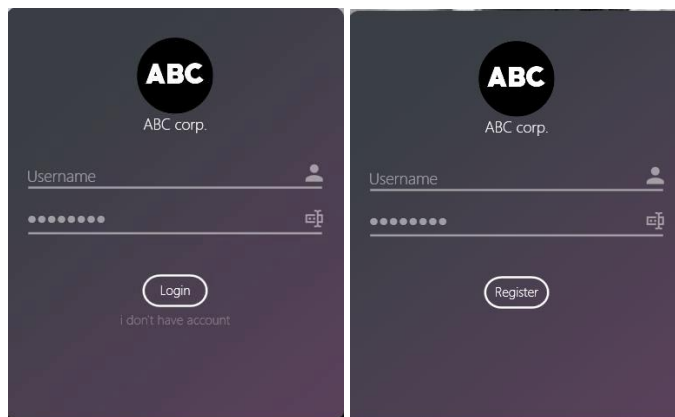 ABC
ABC corp.
Username
Login
i don't have account
ABC
ABC corp.
Username
Register